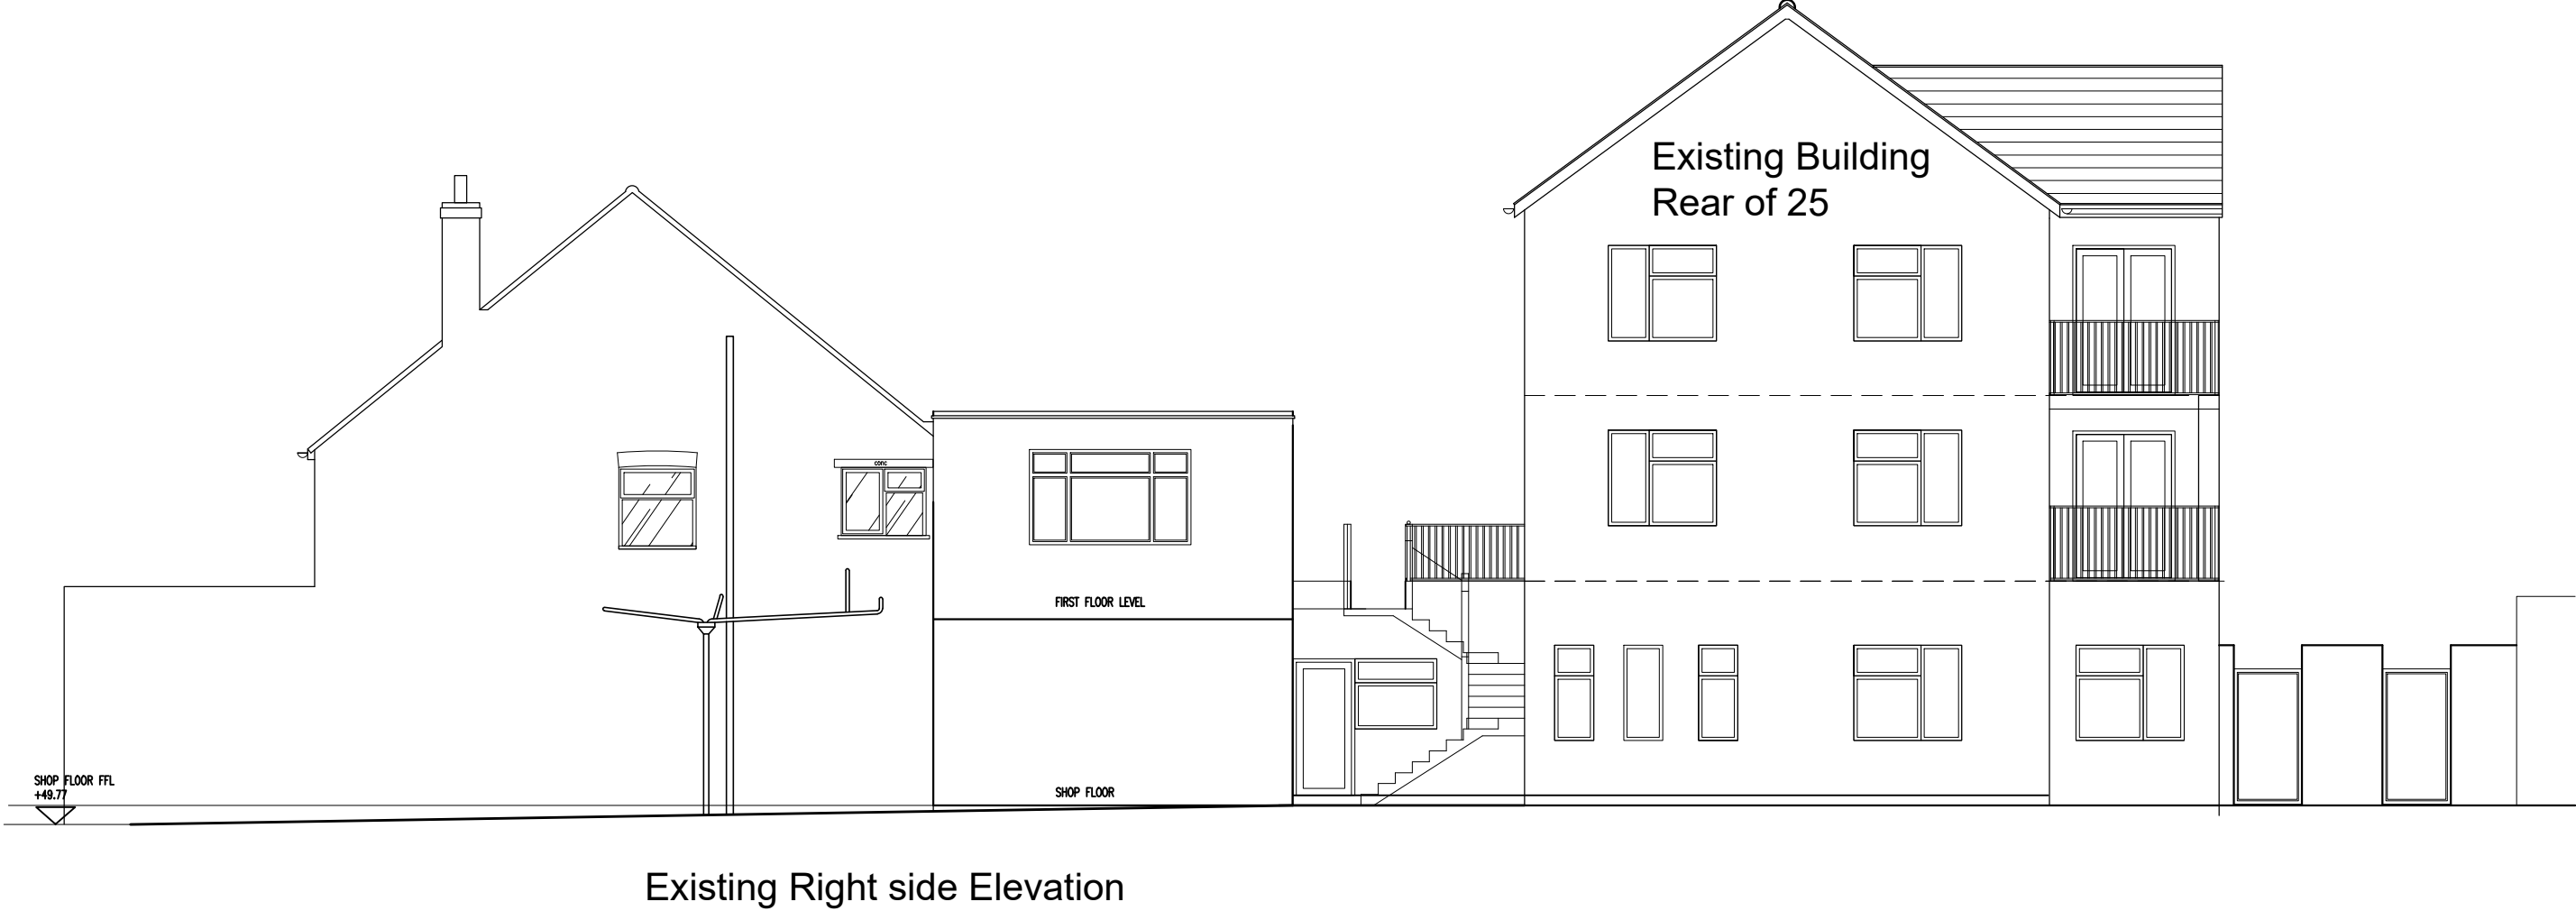 Existing Building
Rear of 25
conc
FIRST FLOOR LEVEL
SHOP FLOOR FFL
+49.77
SHOP FLOOR
Existing Right side Elevation